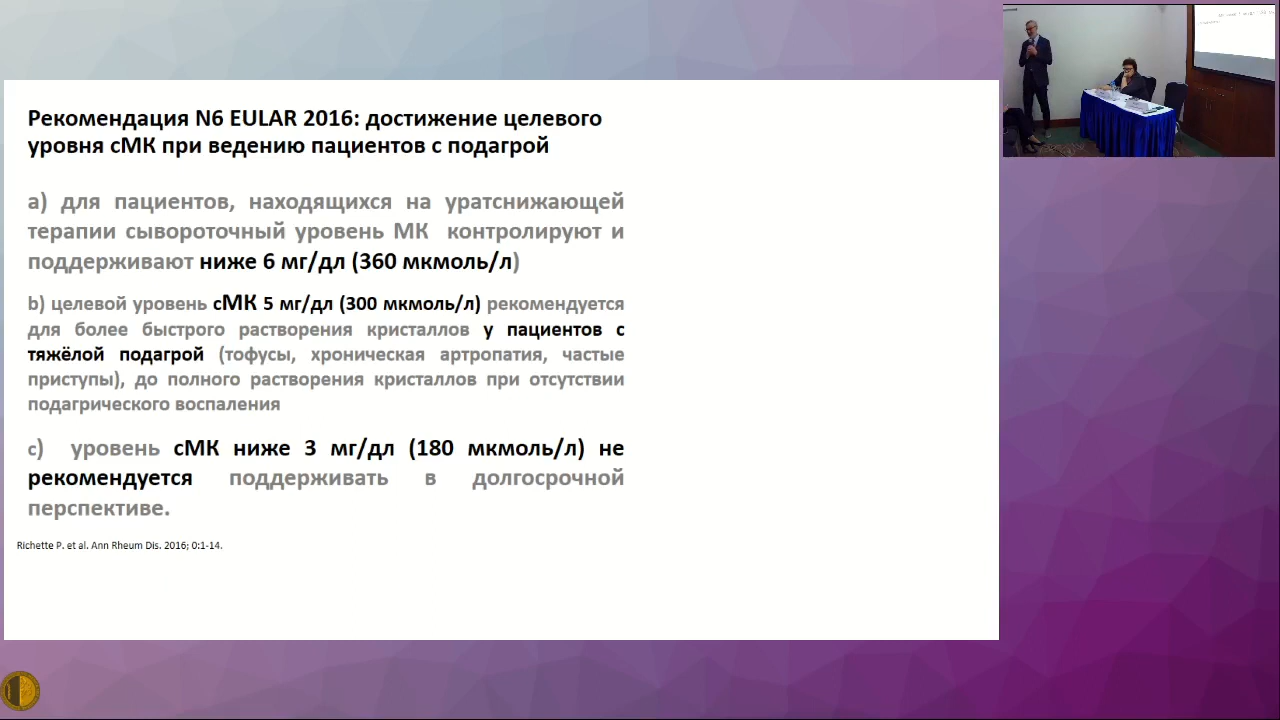 Рекомендация N6 EULAR 2016: достижение целевого
уровня сМК при ведению пациентов с подагрой
a) для пациентов, находящихся на уратснижающей
терапии сывороточный уровень МК контролируют и
поддерживают ниже 6 мг/дл (360 мкмоль/л)
b) целевой уровень сМК 5 мг/дл (300 мкмоль/л) рекомендуется
для более быстрого растворения кристаллов у пациентов с
тяжёлой подагрой (тофусы, хроническая артропатия, частые
приступы), до полного растворения кристаллов при отсутствии
подагрического воспаления
c) уровень сМК ниже 3 мг/дл (180 мкмоль/л) не
рекомендуется поддерживать в долгосрочной
перспективе.
Richette P. et al. Ann Rheum Dis. 2016; 0:1-14.